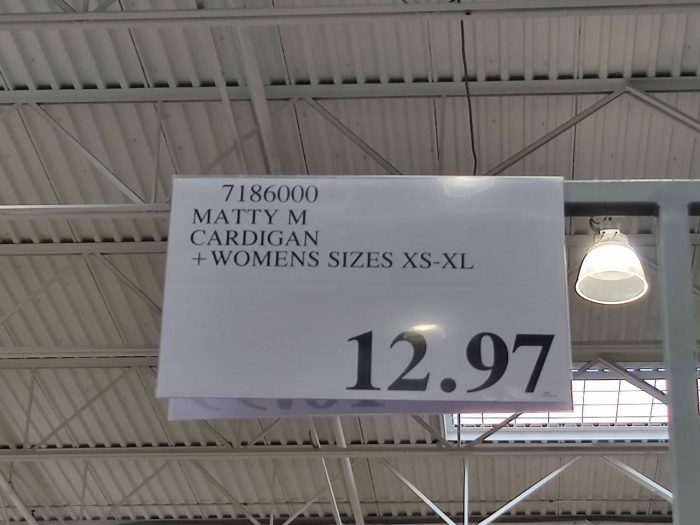 7186000
MATTY M
CARDIGAN
+WOMENS SIZES XS-XL
12.97